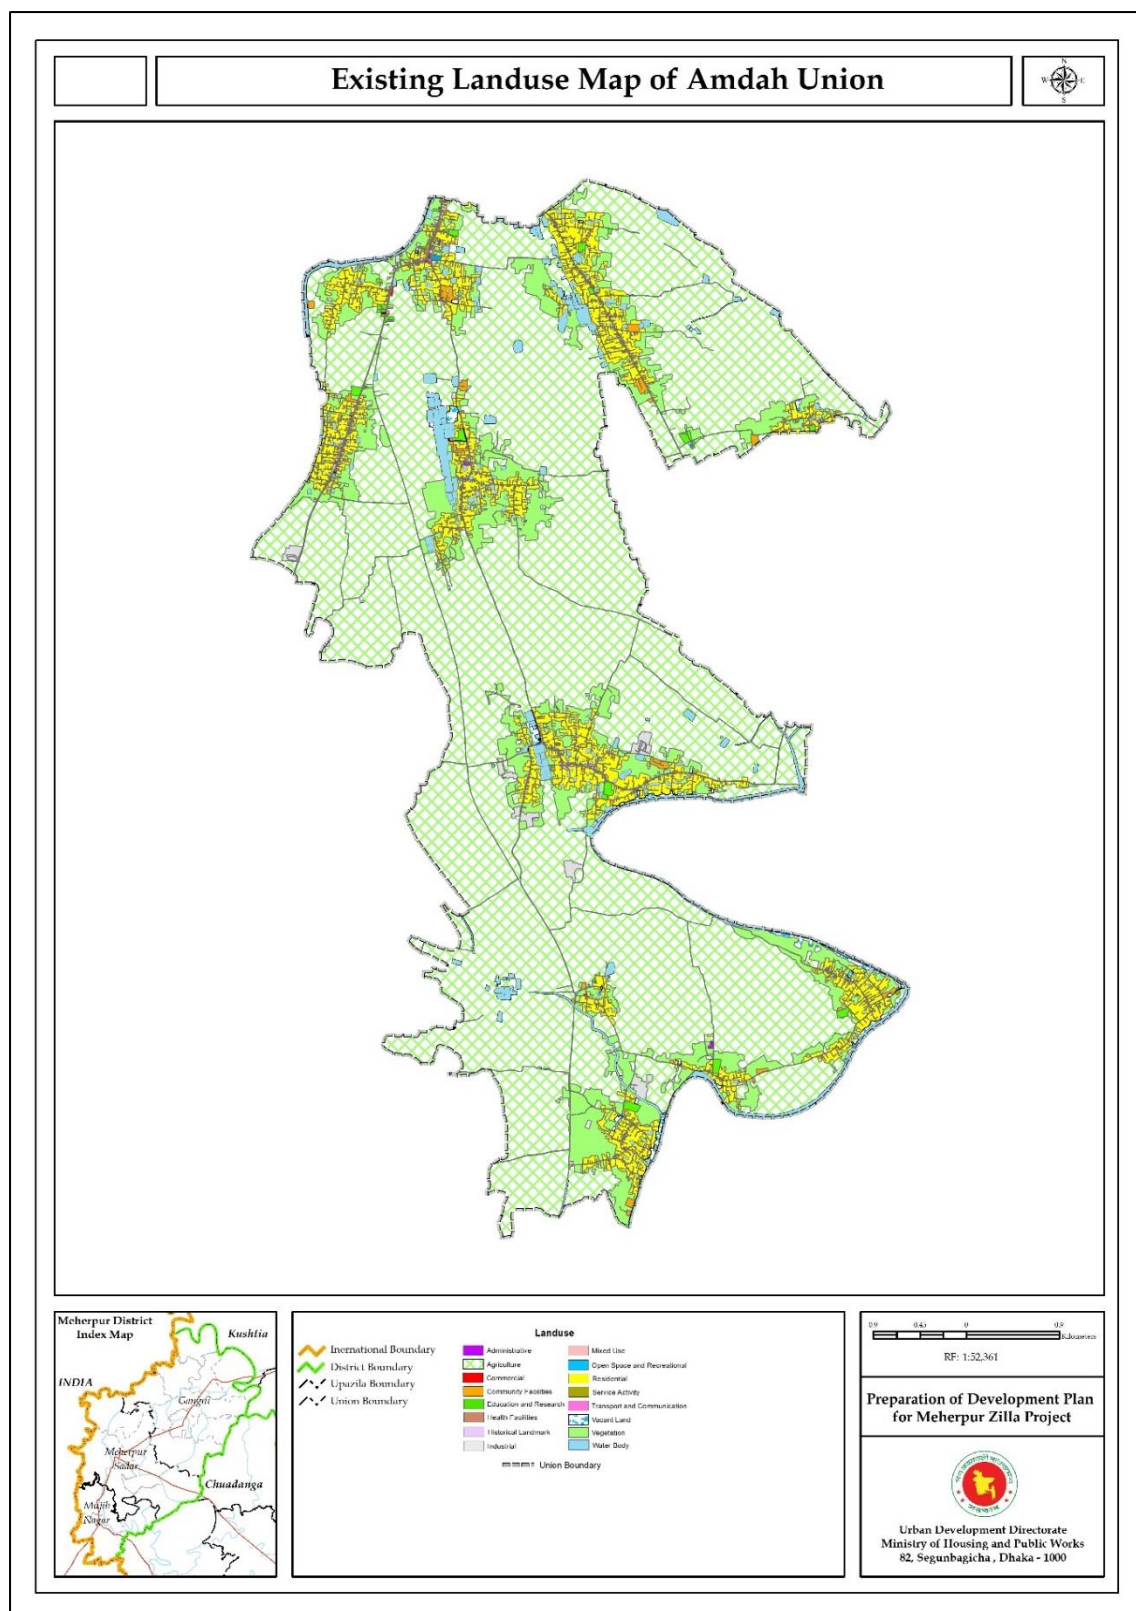 Existing Landuse Map of Amdah Union
N
W
E
S
Meherpur District
Index Map
Kushtia
INDIA
Gangni
Meherpur
Sadar
Chuadanga
Mujib
Nagar
Inernational Boundary
District Boundary
Upazila Boundary
Union Boundary
Landuse
Administrative
Agriculture
Commercial
Community Facilities
Education and Research
Health Facilities
Historical Landmark
Industrial
Mixed Use
Open Space and Recreational
Residential
Service Activity
Transport and Communication
Vacant Land
Vegetation
Water Body
Union Boundary
0.9 0.45 0 0.9
Kilometers
RF: 1:52,361
Preparation of Development Plan
for Meherpur Zilla Project
Urban Development Directorate
Ministry of Housing and Public Works
82, Segunbagicha , Dhaka - 1000